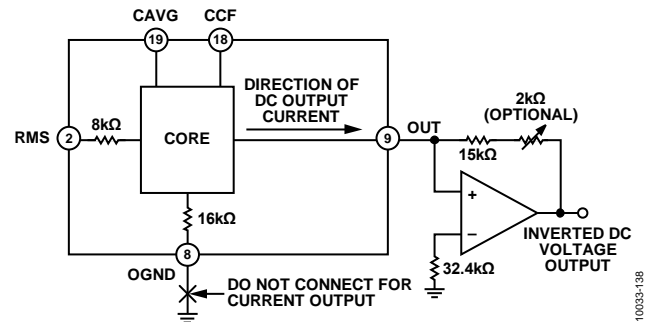 CAVG CCF
19 18
DIRECTION OF
DC OUTPUT
CURRENT
2kΩ
(OPTIONAL)
RMS 2 8kΩ CORE 9 OUT
15kΩ
+
16kΩ
–
8
INVERTED DC
VOLTAGE
OUTPUT
32.4kΩ
OGND
DO NOT CONNECT FOR
CURRENT OUTPUT
10033-138